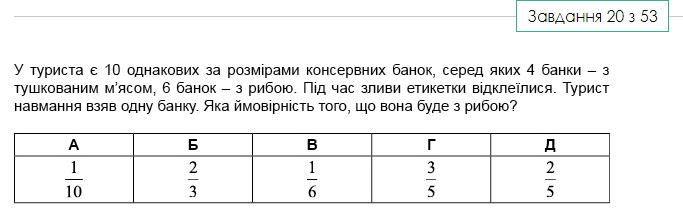 Завдання 20 з 53
У туриста є 10 однакових за розмірами консервних банок, серед яких 4 банки – з
тушкованим м’ясом, 6 банок – з рибою. Під час зливи етикетки відклеїлися. Турист
навмання взяв одну банку. Яка ймовірність того, що вона буде з рибою?
А Б В Г Д
1/10 2/3 1/6 3/5 2/5